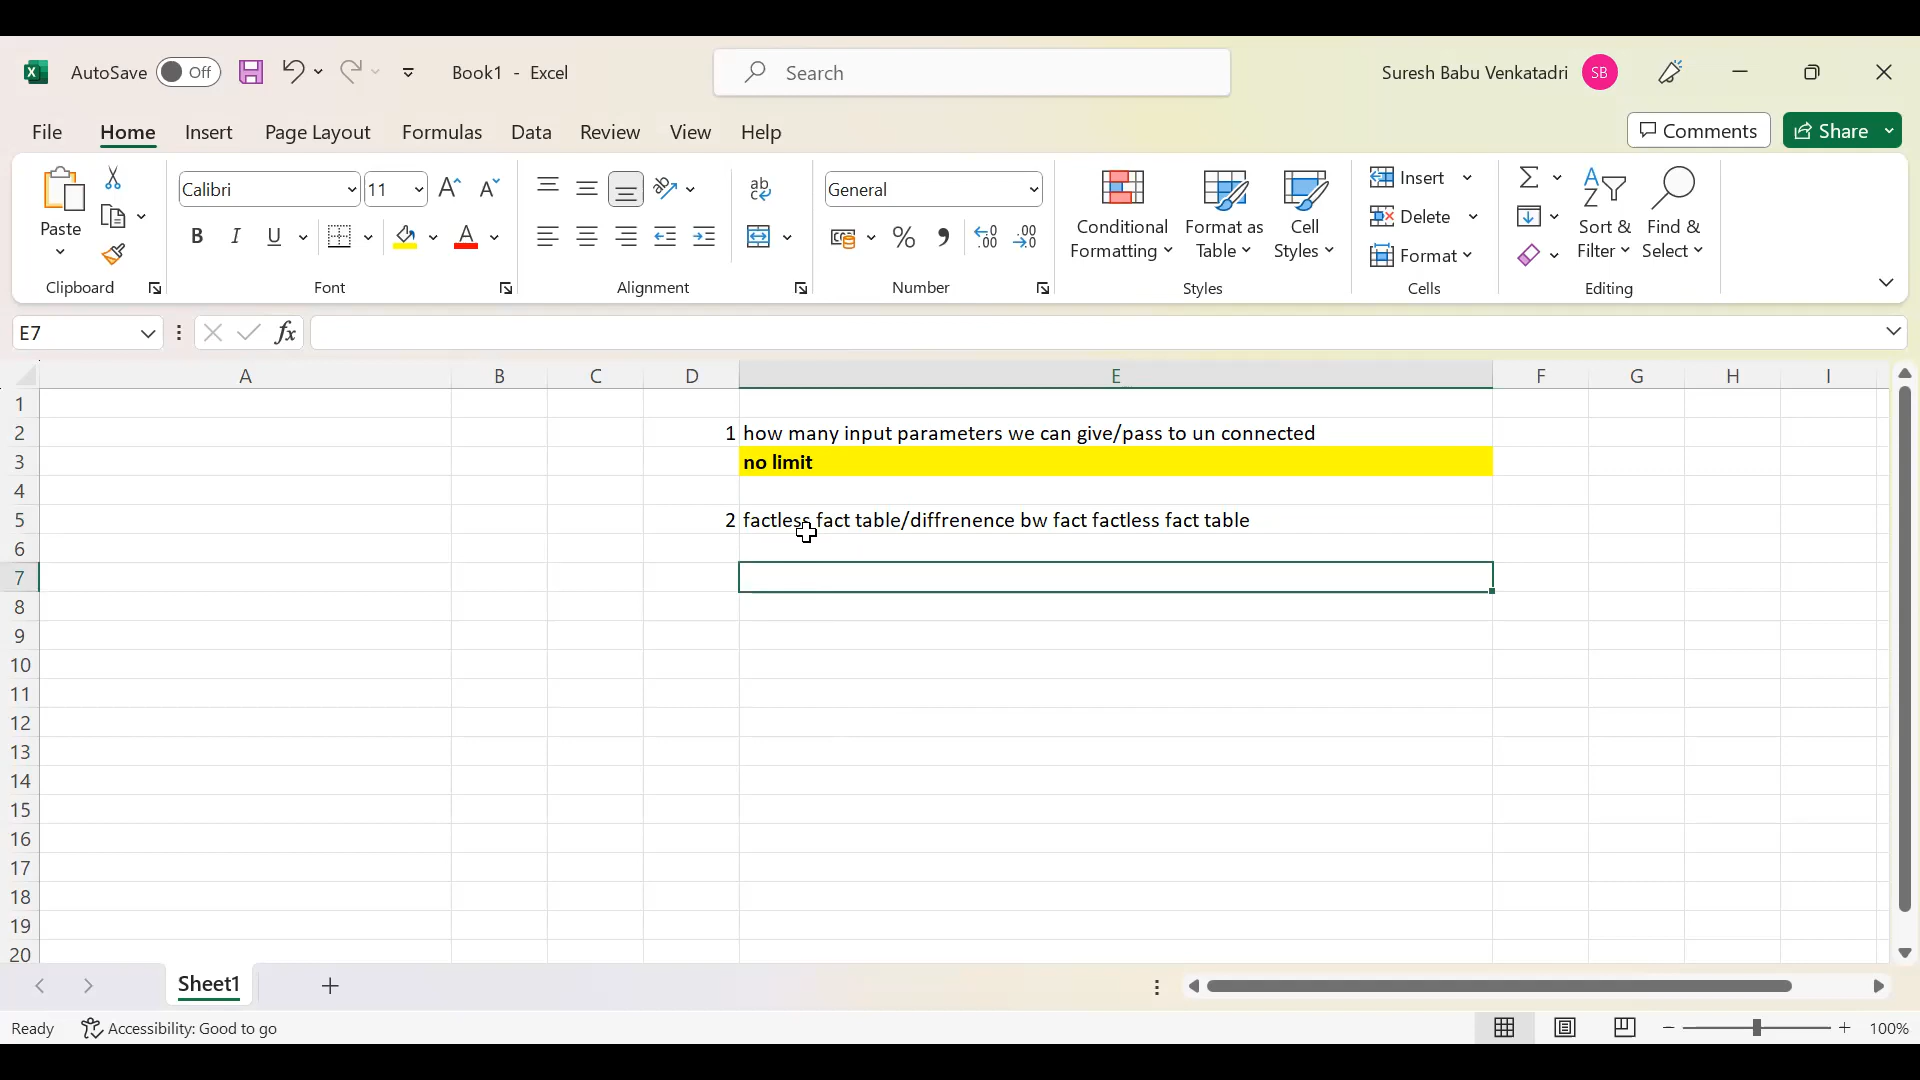 AutoSave Off Book1 - Excel Search Suresh Babu Venkatadri SB
File Home Insert Page Layout Formulas Data Review View Help Comments Share
Calibri 11 A A ab General Insert Σ
Paste Conditional Formatting Format as Table Cell Styles Delete Sort & Filter Find & Select
B I U A % Format
Clipboard Font Alignment Number Styles Cells Editing
E7 fx
A B C D E F G H I
1
2 1 how many input parameters we can give/pass to un connected
3 no limit
4
5 2 factless fact table/diffrenence bw fact factless fact table
6
7
8
9
10
11
12
13
14
15
16
17
18
19
20
Sheet1
Ready Accessibility: Good to go 100%